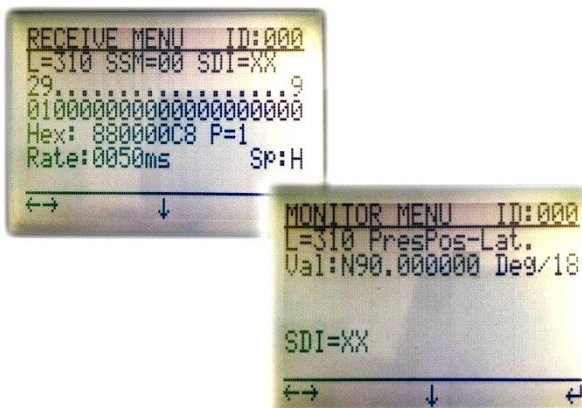 RECEIVE MENU ID:000
L=310 SSM=00 SDI=XX
29...................9
010000000000000000000
Hex: 880000C8 P=1
Rate:0050ms Sp:H
←→ ↓
MONITOR MENU ID:000
L=310 PresPos-Lat.
Val:N90.000000 Deg/18
SDI=XX
←→ ↓ ↵